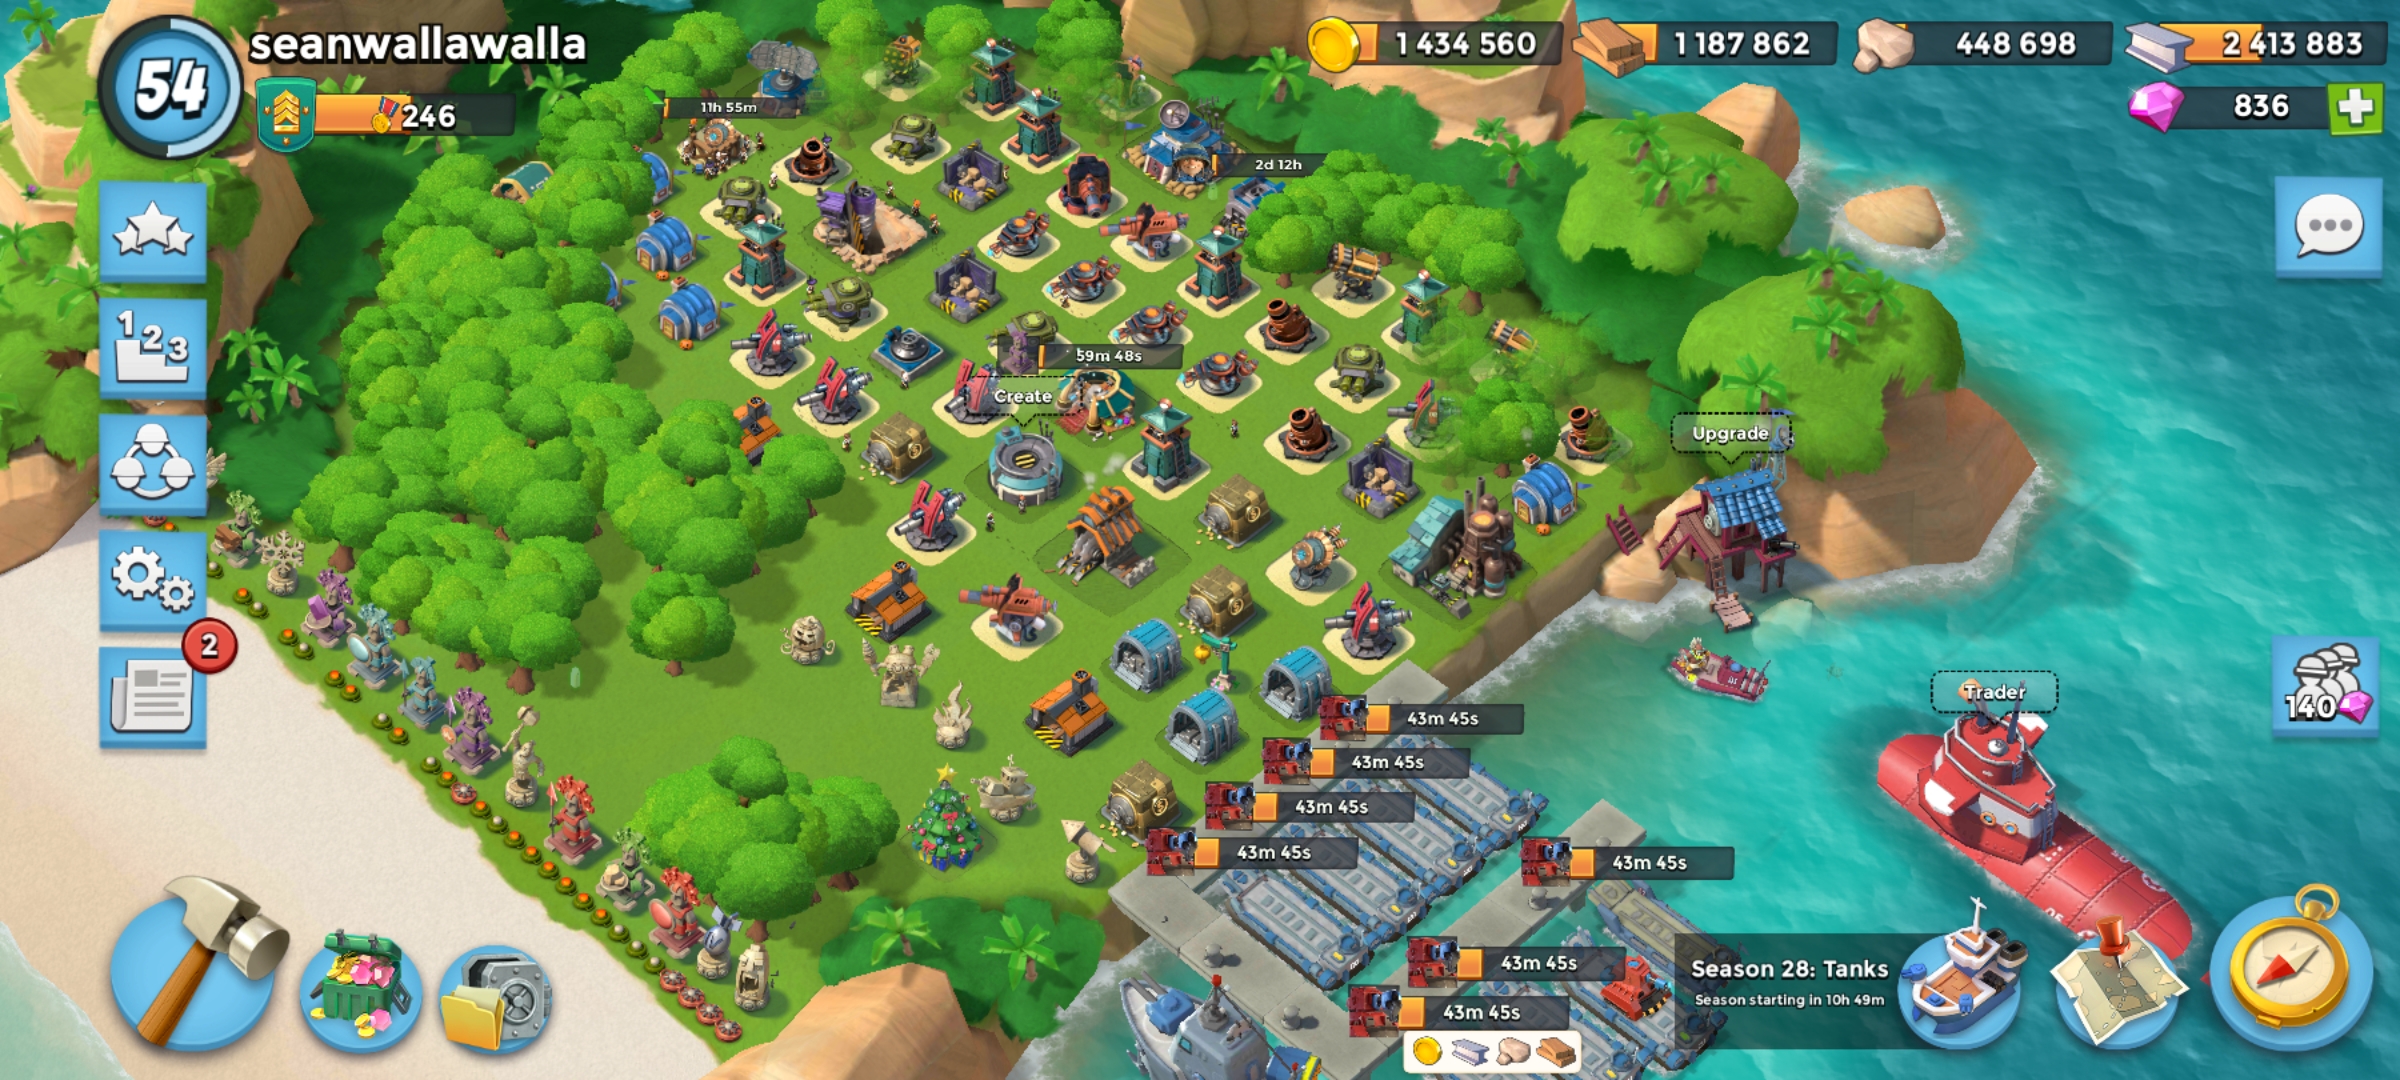 54
seanwallawalla
246
1 434 560
1 187 862
448 698
2 413 883
836
11h 55m
2d 12h
123
59m 48s
Create
Upgrade
2
Trader
140
43m 45s
43m 45s
43m 45s
43m 45s
43m 45s
43m 45s
43m 45s
Season 28: Tanks
Season starting in 10h 49m